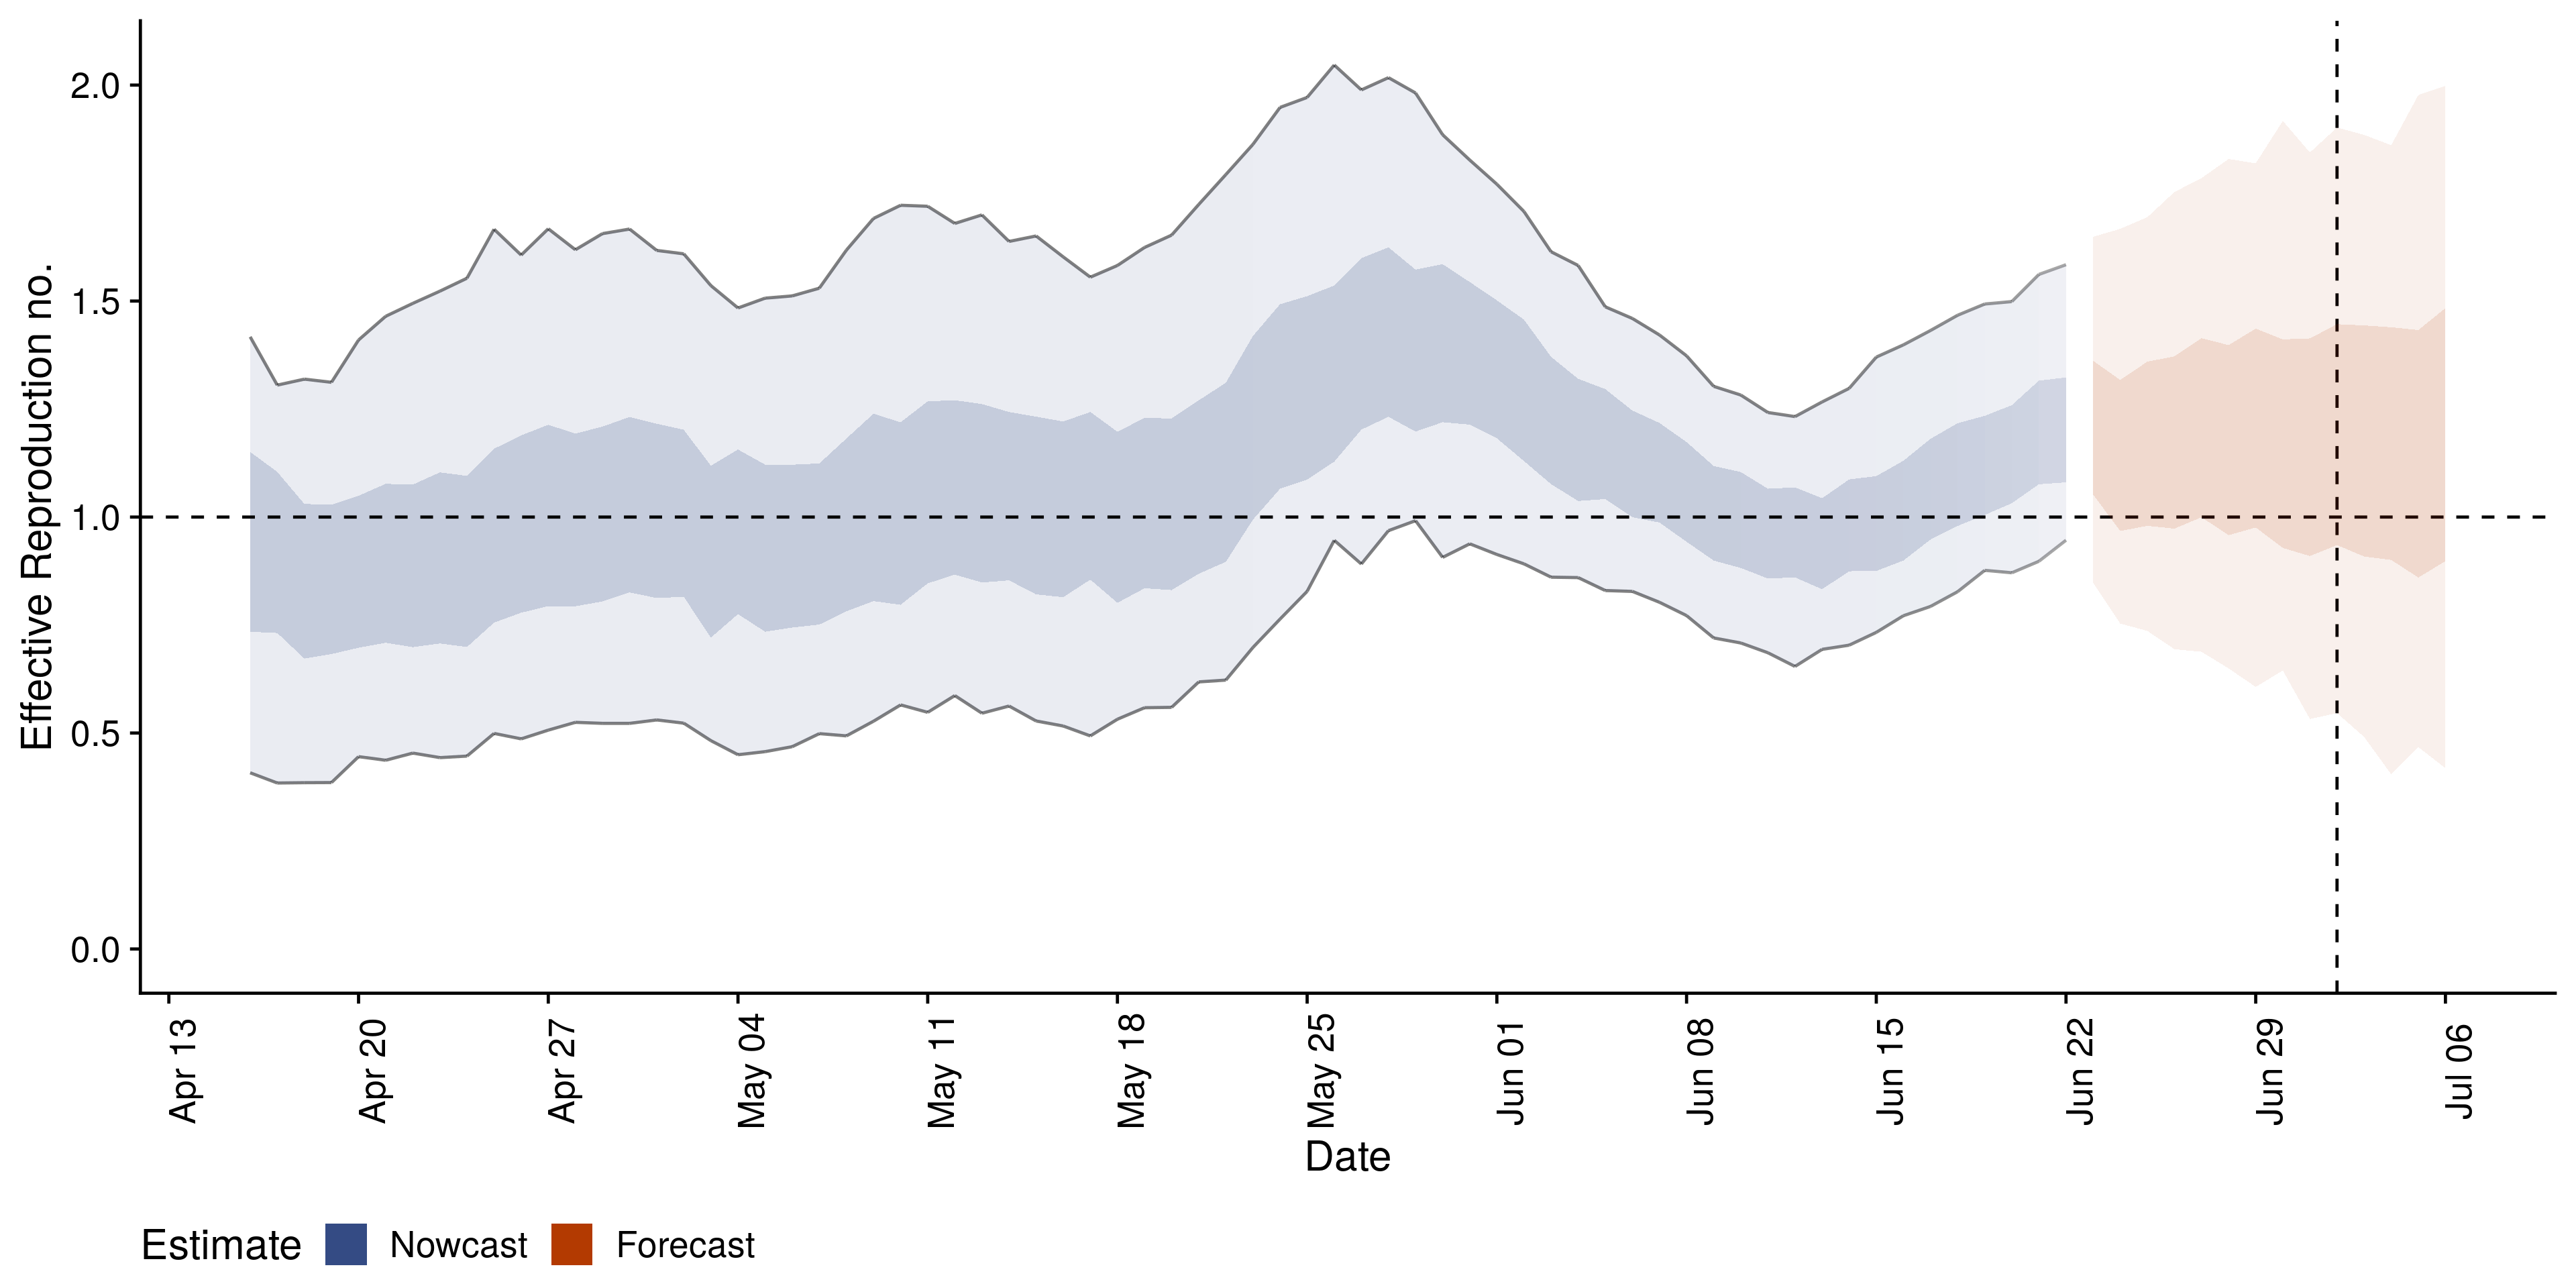 Effective Reproduction no.
2.0
1.5
1.0
0.5
0.0
Apr 13
Apr 20
Apr 27
May 04
May 11
May 18
May 25
Jun 01
Jun 08
Jun 15
Jun 22
Jun 29
Jul 06
Date
Estimate Nowcast Forecast